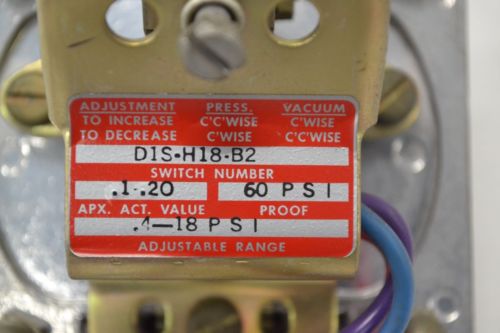 ADJUSTMENT PRESS. VACUUM
TO INCREASE C'C'WISE C'WISE
TO DECREASE C'WISE C'C'WISE
D1S-H18-B2
SWITCH NUMBER
.1-.20 60 PSI
APX. ACT. VALUE PROOF
.4-18 PSI
ADJUSTABLE RANGE